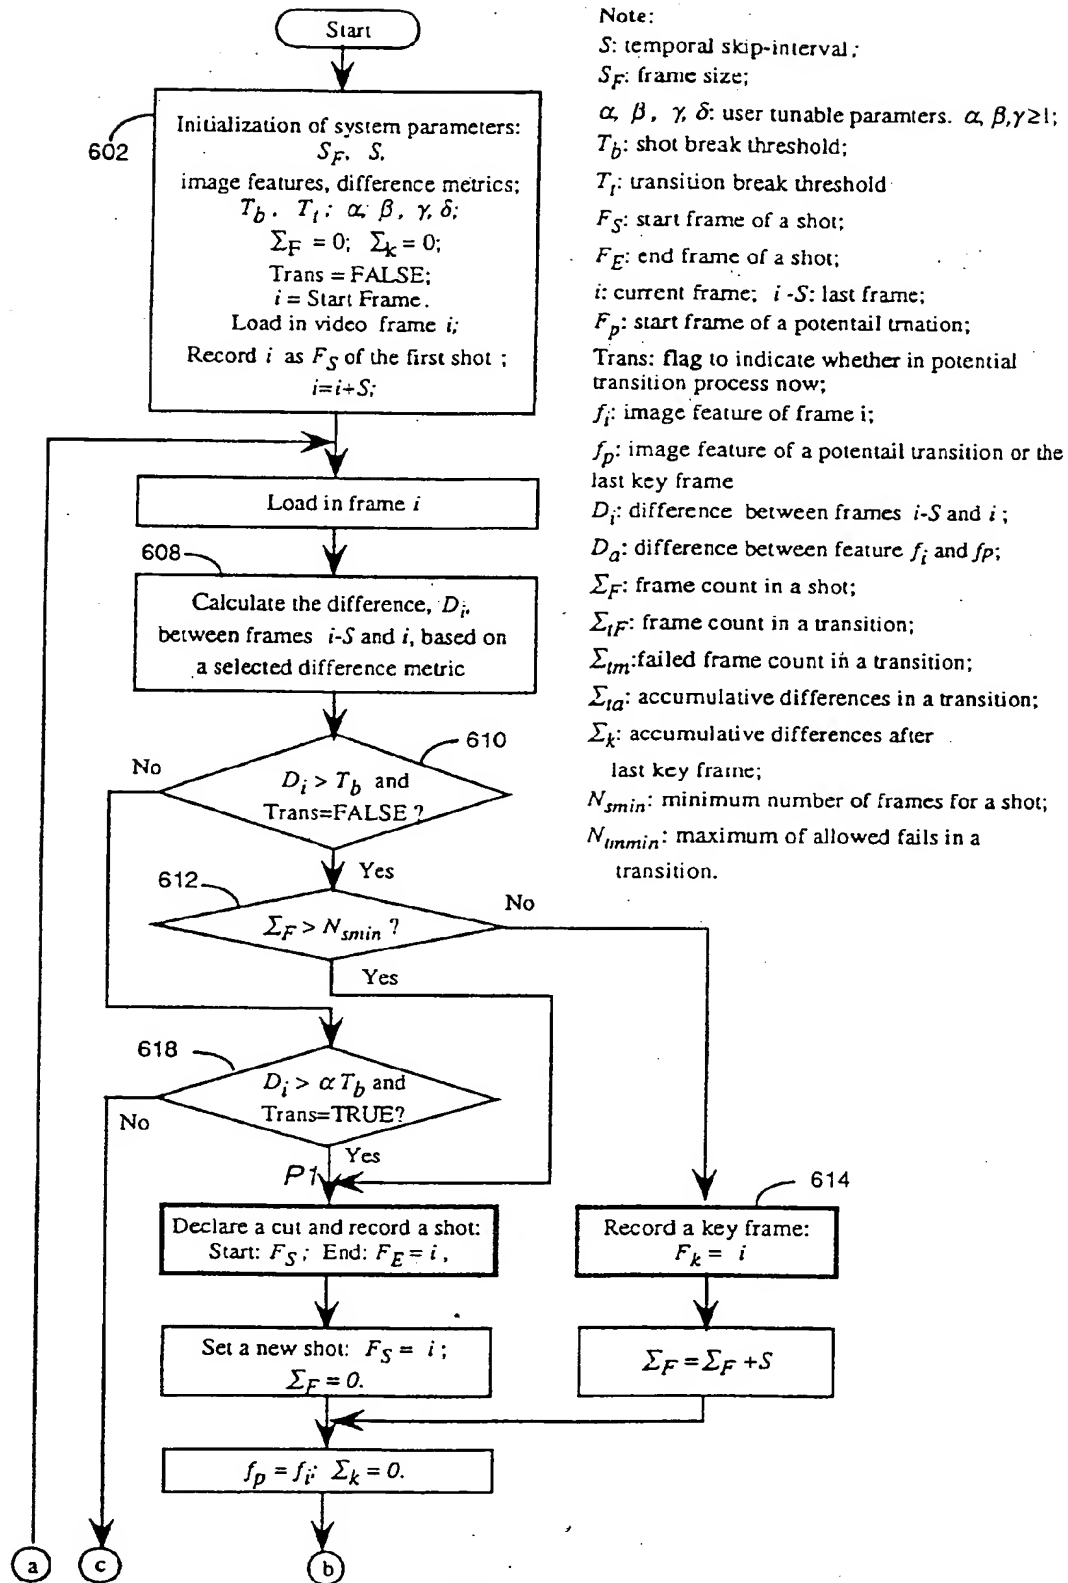 Start
602
Initialization of system parameters:
S_F, S,
image features, difference metrics;
T_b, T_t; α, β, γ, δ;
Σ_F = 0; Σ_k = 0;
Trans = FALSE;
i = Start Frame.
Load in video frame i;
Record i as F_S of the first shot ;
i=i+S;
Load in frame i
608
Calculate the difference, D_i,
between frames i-S and i, based on
a selected difference metric
610
No
D_i > T_b and
Trans=FALSE ?
Yes
612
No
Σ_F > N_smin ?
Yes
618
D_i > α T_b and
Trans=TRUE?
No
Yes
P1
614
Declare a cut and record a shot:
Start: F_S ; End: F_E = i ,
Record a key frame:
F_k = i
Set a new shot: F_S = i ;
Σ_F = 0.
Σ_F = Σ_F + S
f_p = f_i; Σ_k = 0.
a
c
b
Note:
S: temporal skip-interval ;
S_F: frame size;
α, β , γ, δ: user tunable paramters. α, β,γ≥1;
T_b: shot break threshold;
T_t: transition break threshold
F_S: start frame of a shot;
F_E: end frame of a shot;
i: current frame; i -S: last frame;
F_p: start frame of a potentail trnation;
Trans: flag to indicate whether in potential
transition process now;
f_i: image feature of frame i;
f_p: image feature of a potentail transition or the
last key frame
D_i: difference between frames i-S and i ;
D_a: difference between feature f_i and fp;
Σ_F: frame count in a shot;
Σ_tF: frame count in a transition;
Σ_tm:failed frame count in a transition;
Σ_ta: accumulative differences in a transition;
Σ_k: accumulative differences after
last key frame;
N_smin: minimum number of frames for a shot;
N_tmmin: maximum of allowed fails in a
transition.